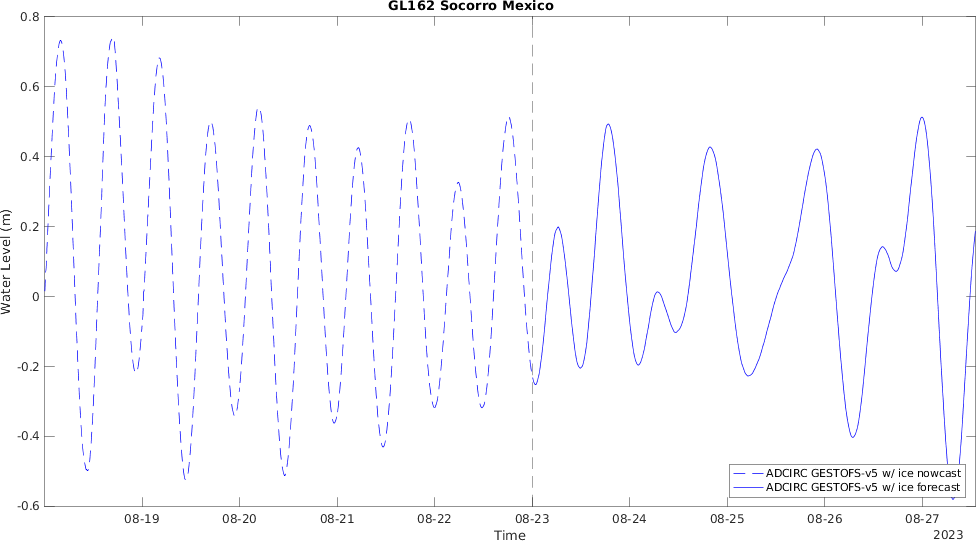 GL162 Socorro Mexico
0.8
0.6
0.4
0.2
0
-0.2
-0.4
-0.6
Water Level (m)
ADCIRC GESTOFS-v5 w/ ice nowcast
ADCIRC GESTOFS-v5 w/ ice forecast
08-19 08-20 08-21 08-22 08-23 08-24 08-25 08-26 08-27
Time
2023